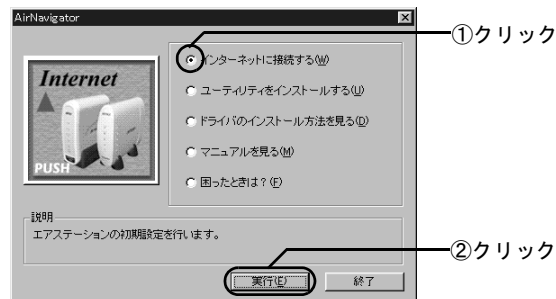 AirNavigator
①クリック
インターネットに接続する(W)
Internet
ユーティリティをインストールする(U)
ドライバのインストール方法を見る(D)
マニュアルを見る(M)
PUSH
困ったときは?(F)
説明
エアステーションの初期設定を行います。
②クリック
実行(E)
終了